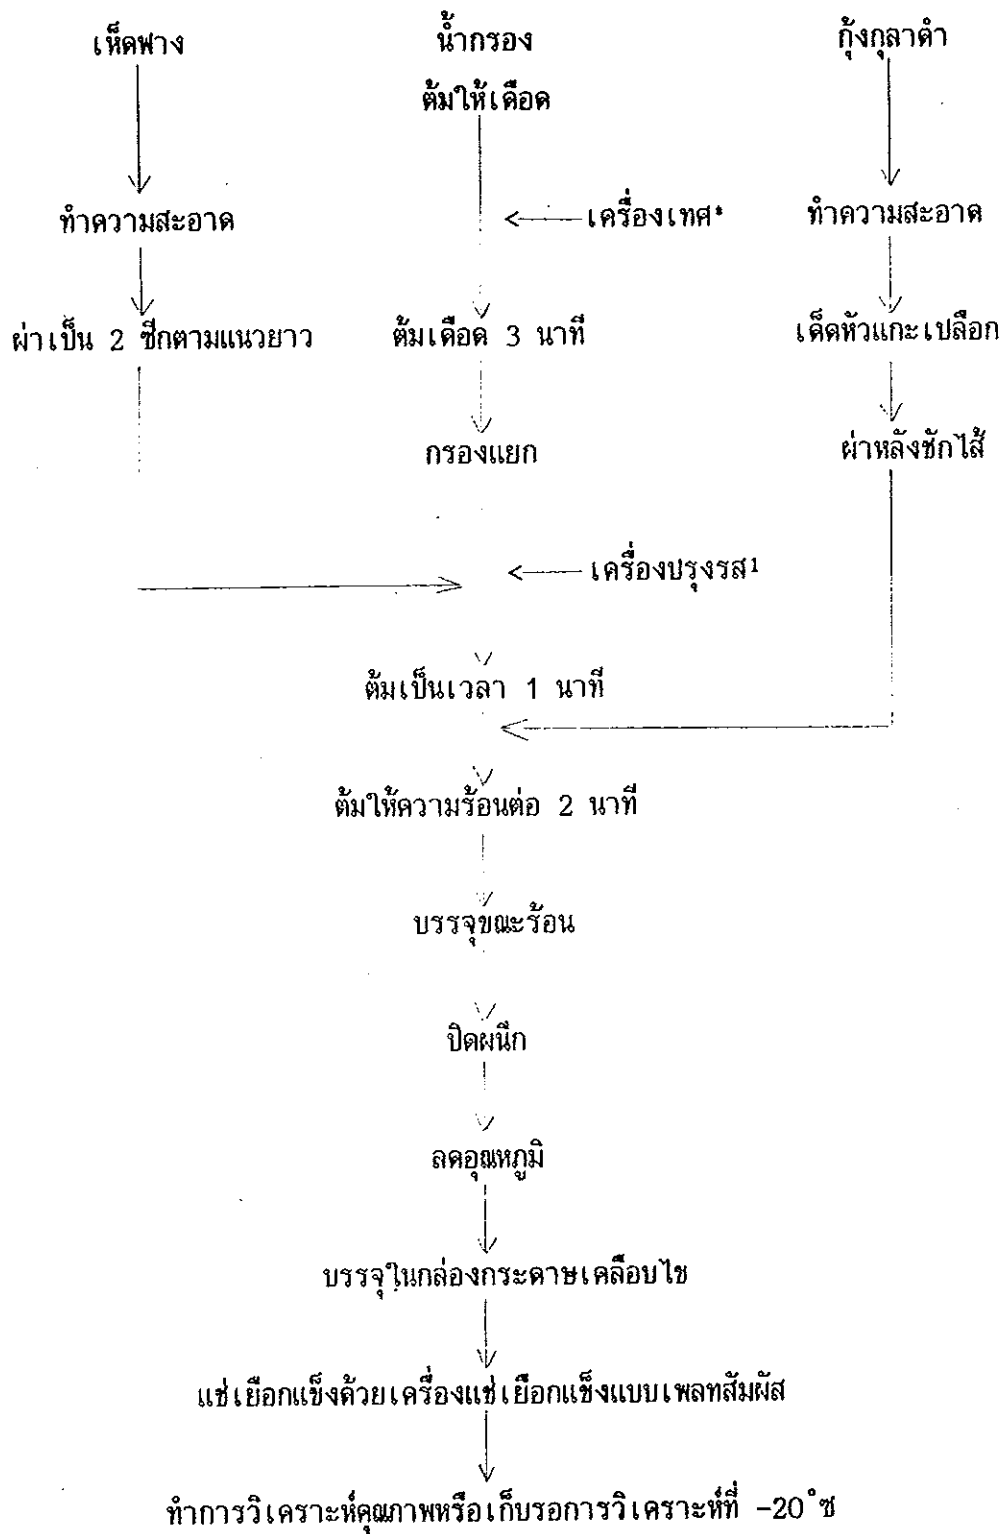 เห็ดฟาง
น้ำกรอง
กุ้งกุลาดำ
ต้มให้เดือด
ทำความสะอาด
เครื่องเทศ*
ทำความสะอาด
ผ่าเป็น 2 ซีกตามแนวยาว
ต้มเดือด 3 นาที
เด็ดหัวแกะเปลือก
กรองแยก
ผ่าหลังชักไส้
เครื่องปรุงรส¹
ต้มเป็นเวลา 1 นาที
ต้มให้ความร้อนต่อ 2 นาที
บรรจุขณะร้อน
ปิดผนึก
ลดอุณหภูมิ
บรรจุในกล่องกระดาษเคลือบไข
แช่เยือกแข็งด้วยเครื่องแช่เยือกแข็งแบบเพลทสัมผัส
ทำการวิเคราะห์คุณภาพหรือเก็บรอการวิเคราะห์ที่ -20°ซ